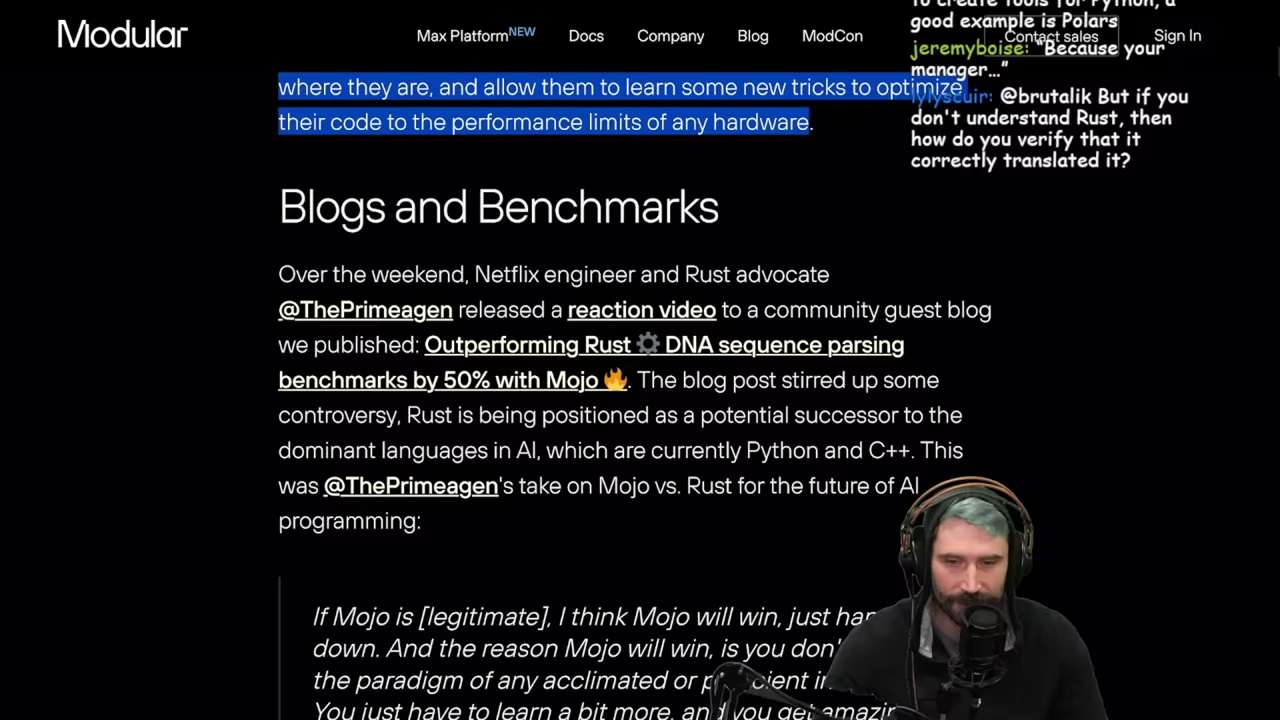 Modular
Max Platform NEW
Docs
Company
Blog
ModCon
Contact sales
Sign In
to create tools for Python, a
good example is Polars
jeremyboise: "Because your
manager..."
lylyscuir: @brutalik But if you
don't understand Rust, then
how do you verify that it
correctly translated it?
where they are, and allow them to learn some new tricks to optimize
their code to the performance limits of any hardware.
Blogs and Benchmarks
Over the weekend, Netflix engineer and Rust advocate
@ThePrimeagen released a reaction video to a community guest blog
we published: Outperforming Rust ⚙️ DNA sequence parsing
benchmarks by 50% with Mojo 🔥. The blog post stirred up some
controversy, Rust is being positioned as a potential successor to the
dominant languages in AI, which are currently Python and C++. This
was @ThePrimeagen's take on Mojo vs. Rust for the future of AI
programming:
If Mojo is [legitimate], I think Mojo will win, just
down. And the reason Mojo will win, is you
the paradigm of any acclimated or
You just have to learn a bit more, and you get